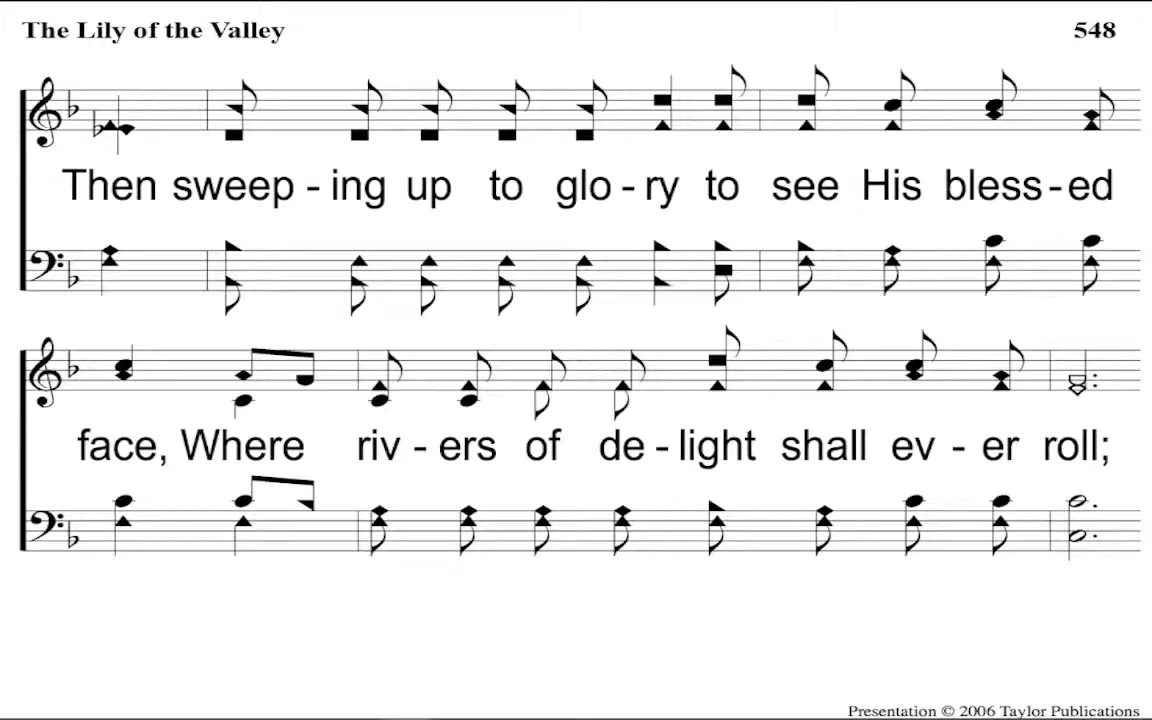 The Lily of the Valley 548
Then sweep - ing up to glo - ry to see His bless - ed
face, Where riv - ers of de - light shall ev - er roll;
Presentation © 2006 Taylor Publications